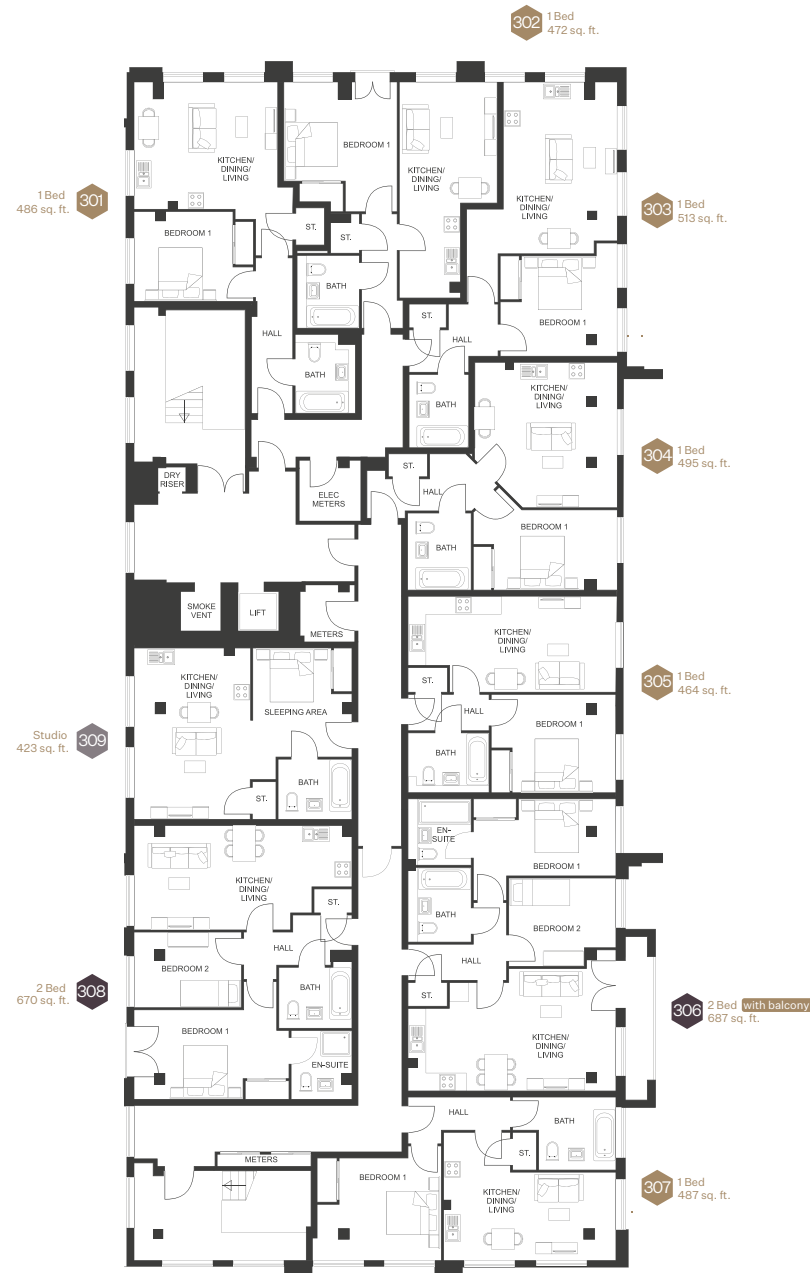 302
1 Bed
472 sq. ft.
KITCHEN/
DINING/
LIVING
BEDROOM 1
KITCHEN/
DINING/
LIVING
KITCHEN/
DINING/
LIVING
1 Bed
486 sq. ft.
301
303
1 Bed
513 sq. ft.
BEDROOM 1
ST.
ST.
BATH
ST.
BEDROOM 1
HALL
HALL
BATH
BATH
KITCHEN/
DINING/
LIVING
304
1 Bed
495 sq. ft.
DRY
RISER
ELEC
METERS
ST.
HALL
BEDROOM 1
BATH
SMOKE
VENT
LIFT
METERS
KITCHEN/
DINING/
LIVING
305
1 Bed
464 sq. ft.
KITCHEN/
DINING/
LIVING
SLEEPING AREA
ST.
HALL
BEDROOM 1
Studio
423 sq. ft.
309
BATH
BATH
ST.
EN-
SUITE
BEDROOM 1
KITCHEN/
DINING/
LIVING
ST.
BATH
BEDROOM 2
HALL
HALL
BEDROOM 2
2 Bed
670 sq. ft.
308
BATH
ST.
306
2 Bed with balcony
687 sq. ft.
BEDROOM 1
EN-SUITE
KITCHEN/
DINING/
LIVING
HALL
BATH
METERS
ST.
BEDROOM 1
KITCHEN/
DINING/
LIVING
307
1 Bed
487 sq. ft.